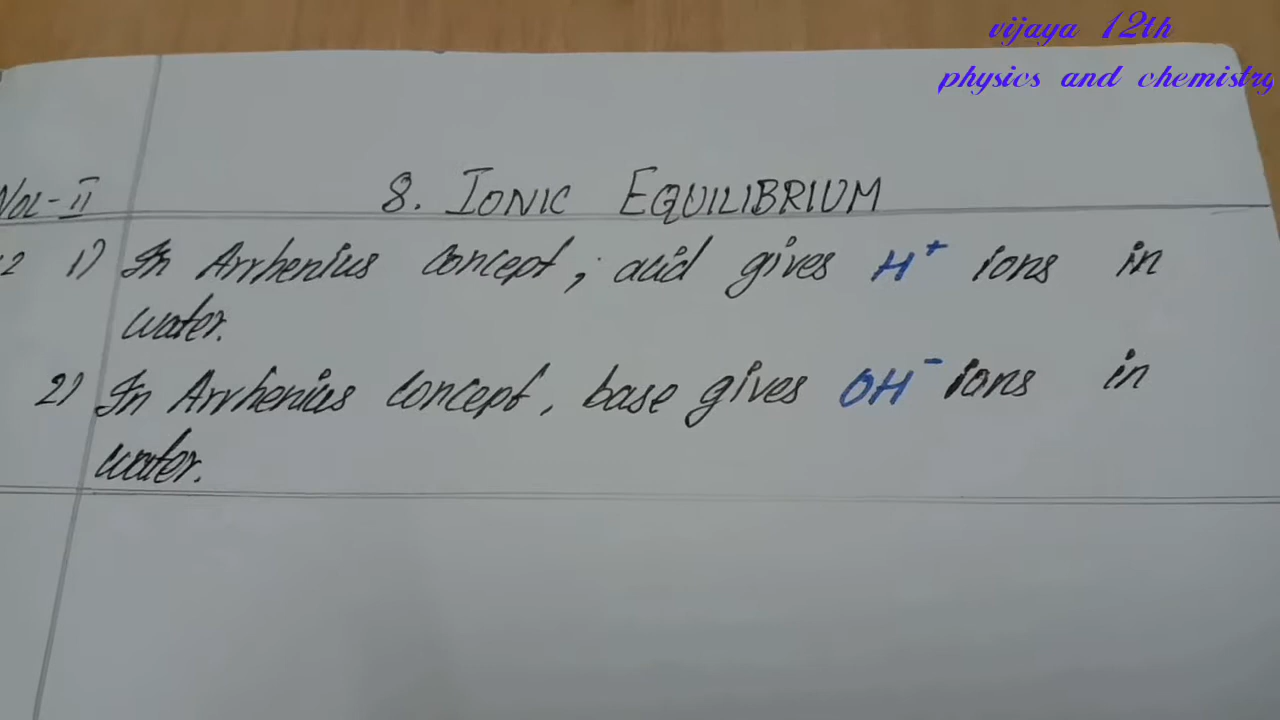 vijaya 12th
physics and chemistry
VOL-II
8. IONIC EQUILIBRIUM
1) In Arrhenius concept, acid gives H⁺ ions in
water.
2) In Arrhenius concept, base gives OH⁻ ions in
water.